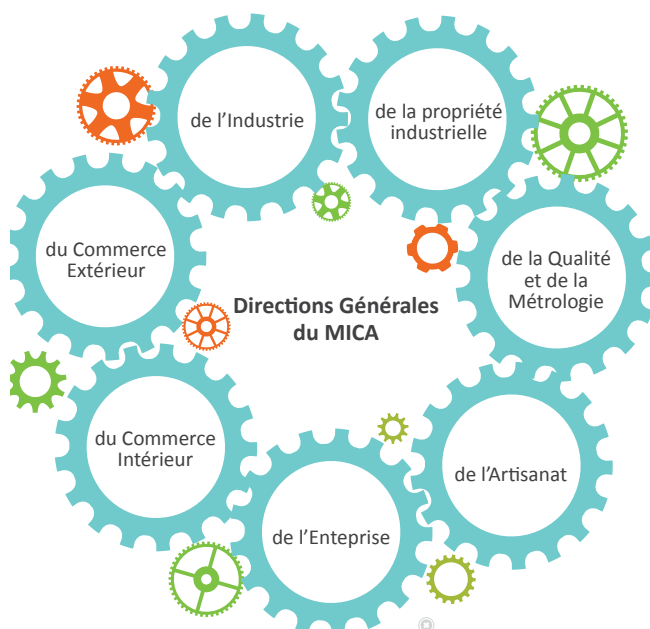 de l'Industrie
de la propriété
industrielle
du Commerce
Extérieur
de la Qualité
et de la
Métrologie
Directions Générales
du MICA
du Commerce
Intérieur
de l'Artisanat
de l'Enteprise